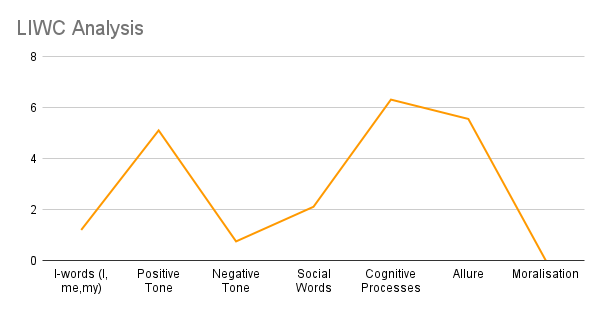 LIWC Analysis
8
6
4
2
0
I-words (I,
me,my)
Positive
Tone
Negative
Tone
Social
Words
Cognitive
Processes
Allure
Moralisation